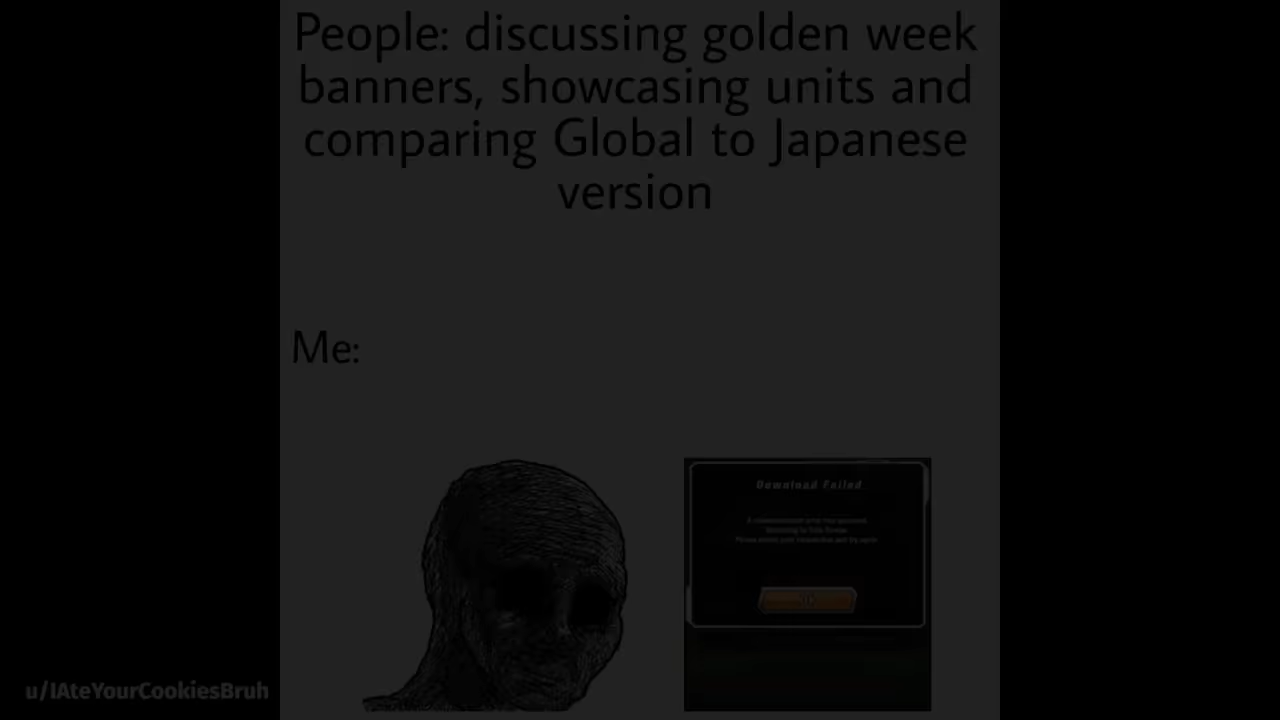 People: discussing golden week
banners, showcasing units and
comparing Global to Japanese
version
Me:
Download Failed
u/IAteYourCookiesBruh